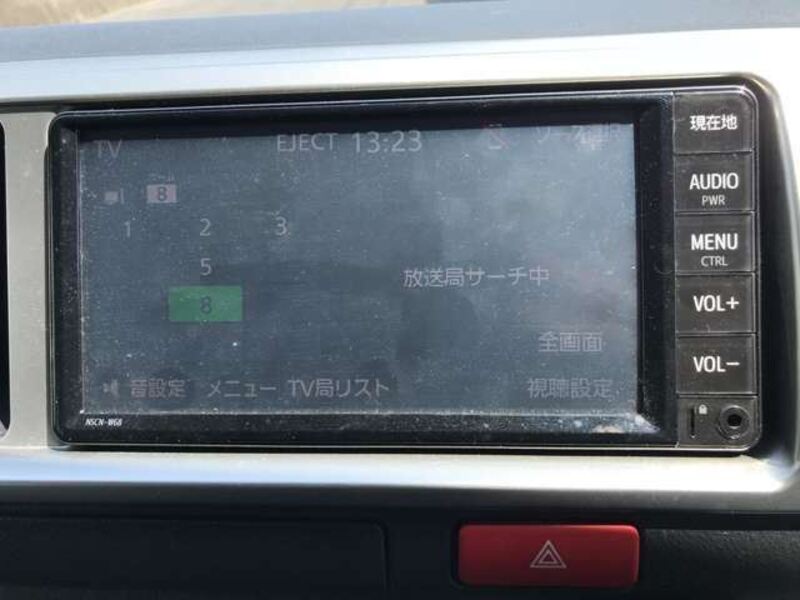 TV
EJECT
13:23
8
1 2 3
5
8
放送局サーチ中
全画面
音設定 メニュー TV局リスト 視聴設定
NSCN-W68
現在地
AUDIO
PWR
MENU
CTRL
VOL+
VOL-